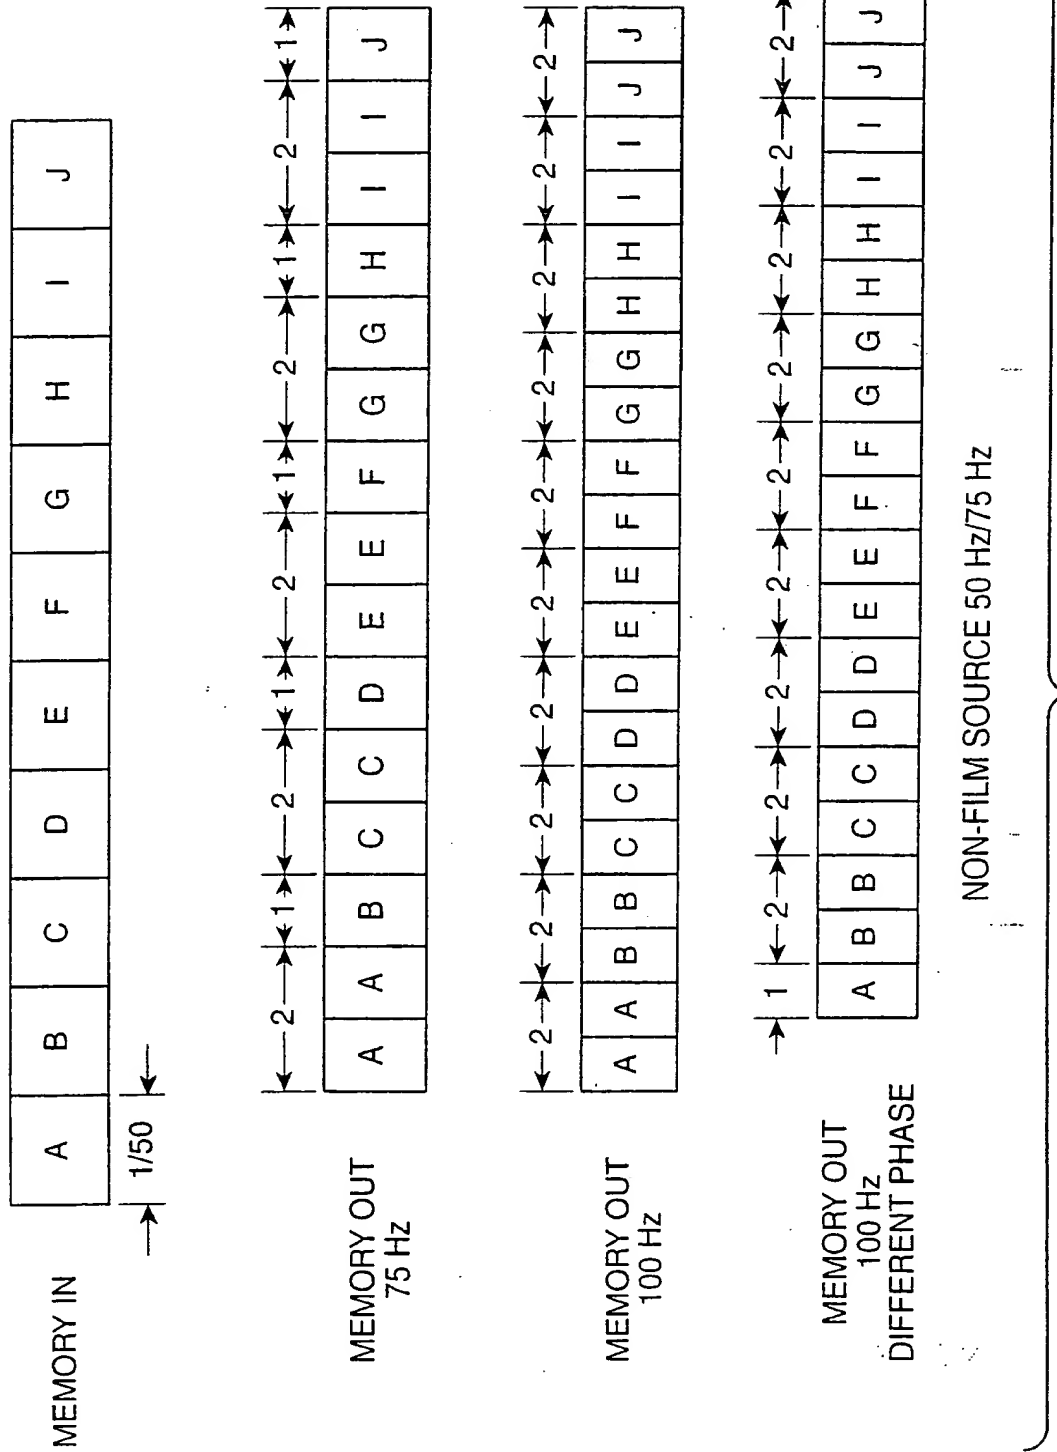 MEMORY IN
A B C D E F G H I J
1/50
2 1 2 1 2 1 2 1 2 1
MEMORY OUT
75 Hz
A A B C C D E E F G G H I I J
2 2 2 2 2 2 2 2 2 2
MEMORY OUT
100 Hz
A A B B C C D D E E F F G G H H I I J J
1 2 2 2 2 2 2 2 2 2
MEMORY OUT
100 Hz
DIFFERENT PHASE
A B B C C D D E E F F G G H H I I J J
NON-FILM SOURCE 50 Hz/75 Hz